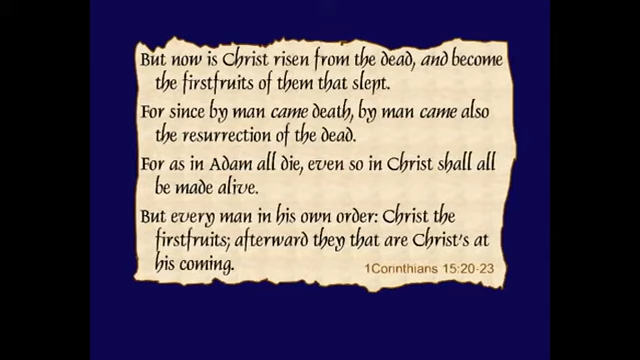 But now is Christ risen from the dead, and become
the firstfruits of them that slept.
For since by man came death, by man came also
the resurrection of the dead.
For as in Adam all die, even so in Christ shall all
be made alive.
But every man in his own order: Christ the
firstfruits; afterward they that are Christ's at
his coming.
1Corinthians 15:20-23